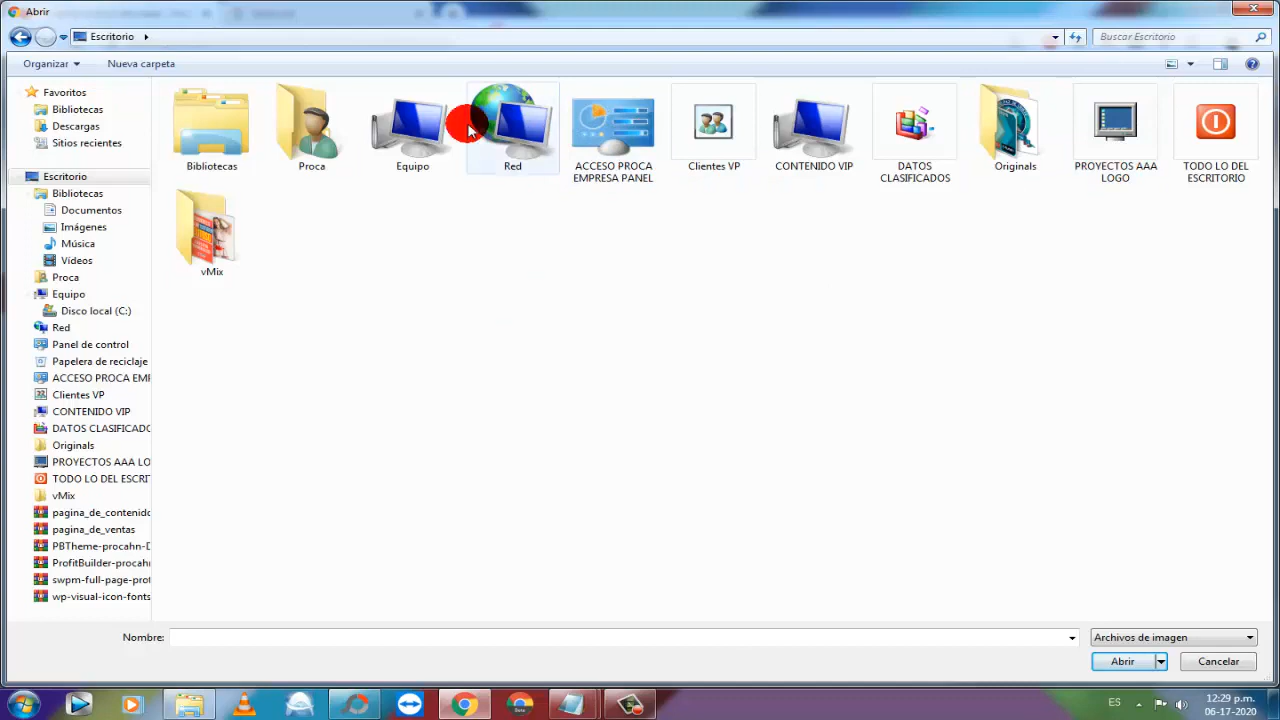 Abrir
Escritorio
Buscar Escritorio
Organizar
Nueva carpeta
Favoritos
Bibliotecas
Descargas
Sitios recientes
Escritorio
Bibliotecas
Documentos
Imágenes
Música
Vídeos
Proca
Equipo
Disco local (C:)
Red
Panel de control
Papelera de reciclaje
ACCESO PROCA EMP
Clientes VP
CONTENIDO VIP
DATOS CLASIFICADO
Originals
PROYECTOS AAA LO
TODO LO DEL ESCRIT
vMix
pagina_de_contenido
pagina_de_ventas
PBTheme-procahn-D
ProfitBuilder-procahn
swpm-full-page-prot
wp-visual-icon-fonts
Bibliotecas
Proca
Equipo
Red
ACCESO PROCA
EMPRESA PANEL
Clientes VP
CONTENIDO VIP
DATOS
CLASIFICADOS
Originals
PROYECTOS AAA
LOGO
TODO LO DEL
ESCRITORIO
vMix
Nombre:
Archivos de imagen
Abrir
Cancelar
ES
12:29 p.m.
06-17-2020